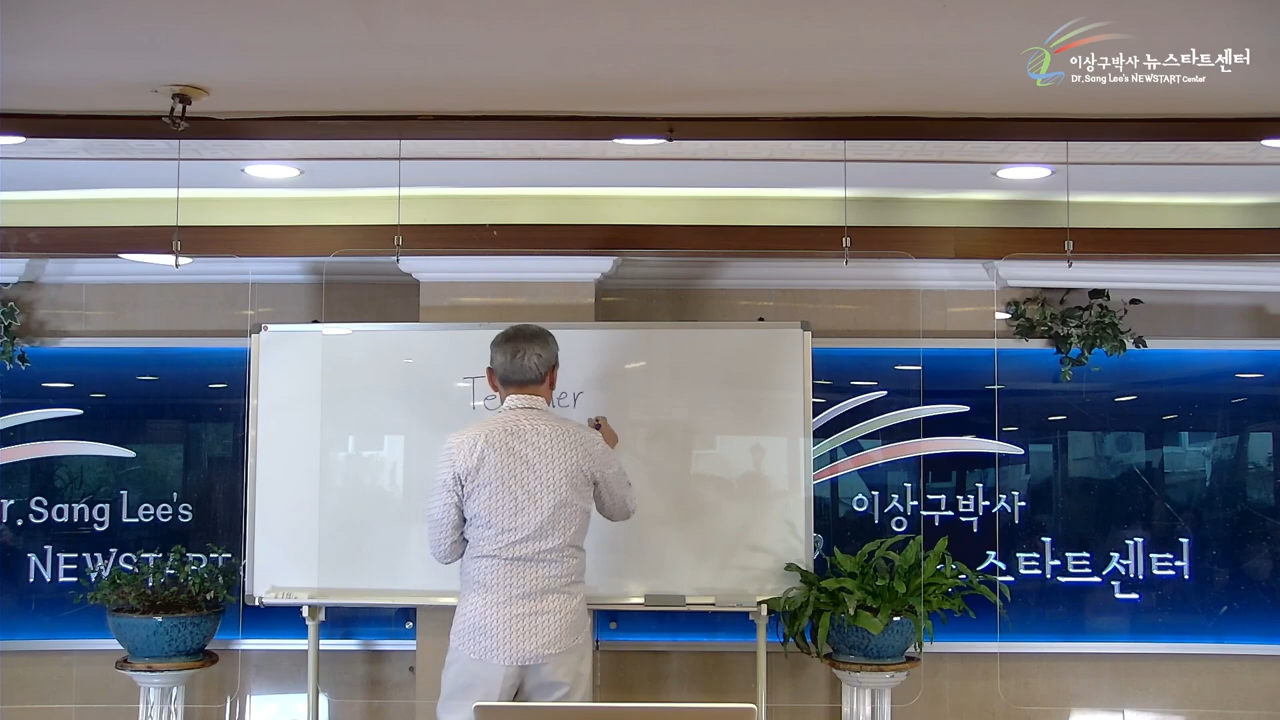 이상구박사 뉴스타트센터
Dr. Sang Lee's NEWSTART Center
r. Sang Lee's
NEWSTART
이상구박사
스타트센터